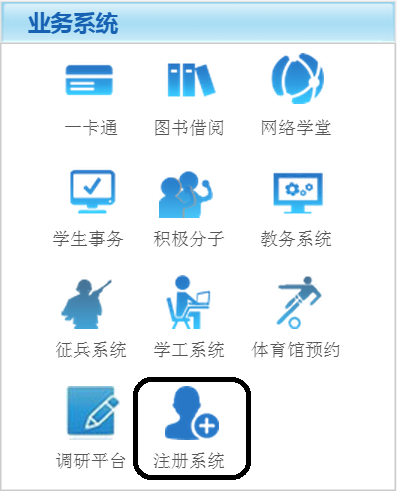 业务系统
一卡通 图书借阅 网络学堂
学生事务 积极分子 教务系统
征兵系统 学工系统 体育馆预约
调研平台 注册系统